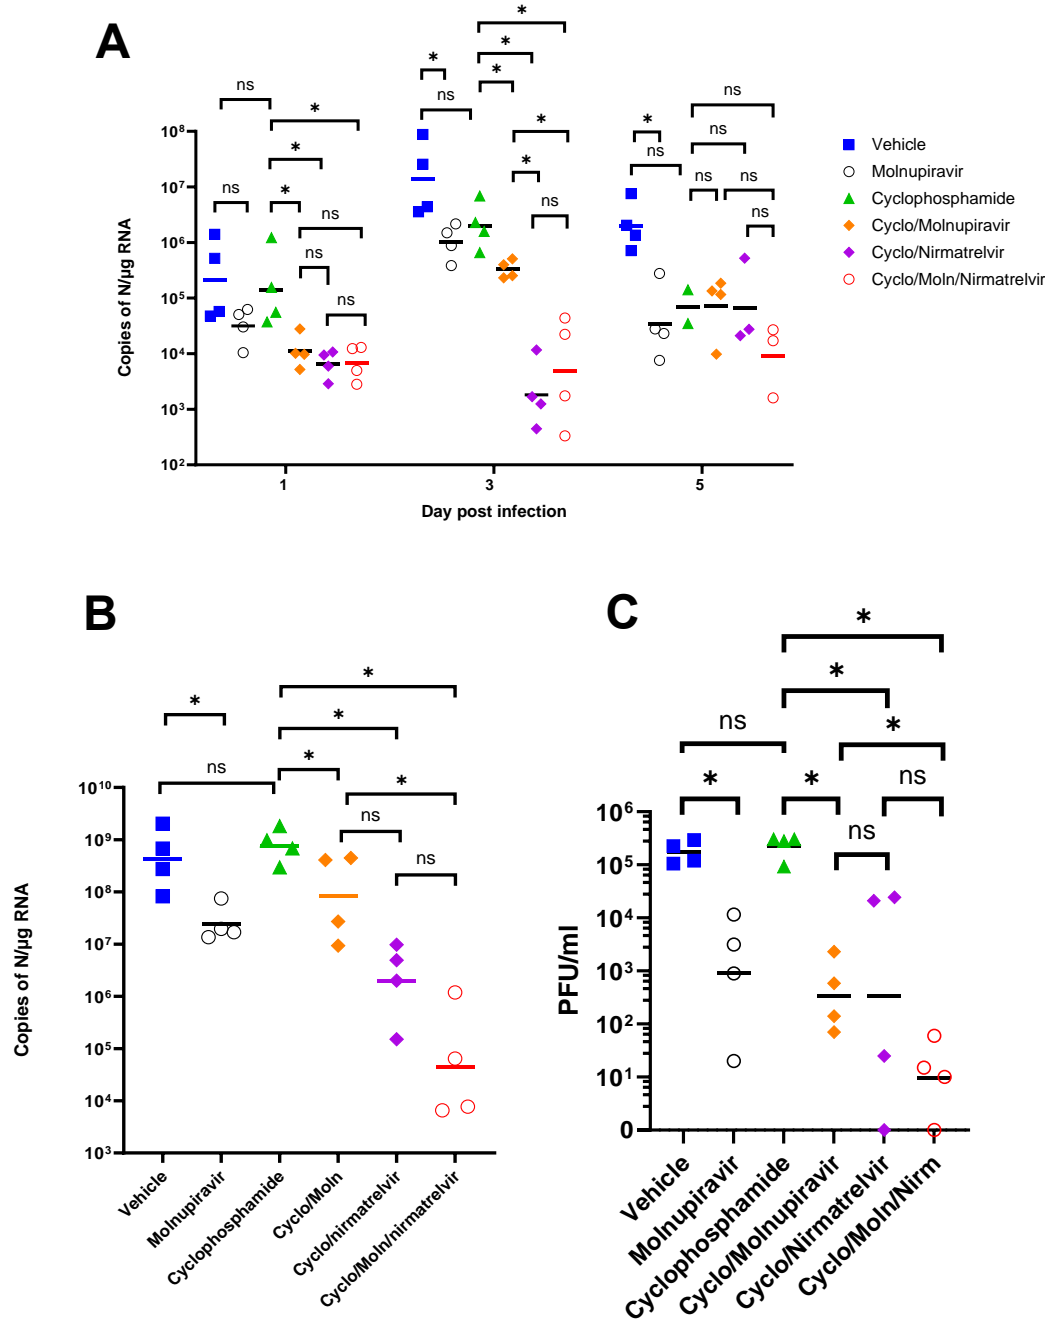 A
*
*
*
*
ns
ns
*
ns
*
ns
*
*
ns
*
ns
ns
*
ns
ns
ns
ns
ns
ns
ns
ns
10⁸
10⁷
10⁶
10⁵
10⁴
10³
10²
Copies of N/µg RNA
1
3
5
Day post infection
Vehicle
Molnupiravir
Cyclophosphamide
Cyclo/Molnupiravir
Cyclo/Nirmatrelvir
Cyclo/Moln/Nirmatrelvir
B
*
*
*
ns
*
*
ns
ns
10¹⁰
10⁹
10⁸
10⁷
10⁶
10⁵
10⁴
10³
Copies of N/µg RNA
Vehicle
Molnupiravir
Cyclophosphamide
Cyclo/Moln
Cyclo/nirmatrelvir
Cyclo/Moln/nirmatrelvir
C
*
*
ns
*
*
*
ns
ns
10⁶
10⁵
10⁴
10³
10²
10¹
0
PFU/ml
Vehicle
Molnupiravir
Cyclophosphamide
Cyclo/Molnupiravir
Cyclo/Nirmatrelvir
Cyclo/Moln/Nirm